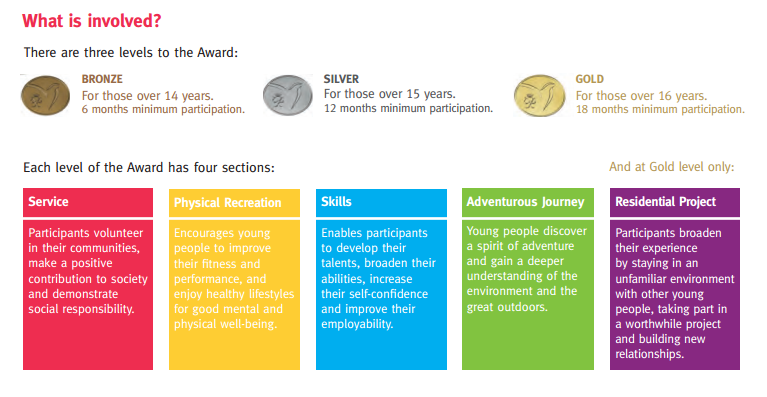 What is involved?
There are three levels to the Award:
BRONZE
For those over 14 years.
6 months minimum participation.
SILVER
For those over 15 years.
12 months minimum participation.
GOLD
For those over 16 years.
18 months minimum participation.
Each level of the Award has four sections:
And at Gold level only:
Service
Participants volunteer
in their communities,
make a positive
contribution to society
and demonstrate
social responsibility.
Physical Recreation
Encourages young
people to improve
their fitness and
performance, and
enjoy healthy lifestyles
for good mental and
physical well-being.
Skills
Enables participants
to develop their
talents, broaden their
abilities, increase
their self-confidence
and improve their
employability.
Adventurous Journey
Young people discover
a spirit of adventure
and gain a deeper
understanding of the
environment and the
great outdoors.
Residential Project
Participants broaden
their experience
by staying in an
unfamiliar environment
with other young
people, taking part in
a worthwhile project
and building new
relationships.